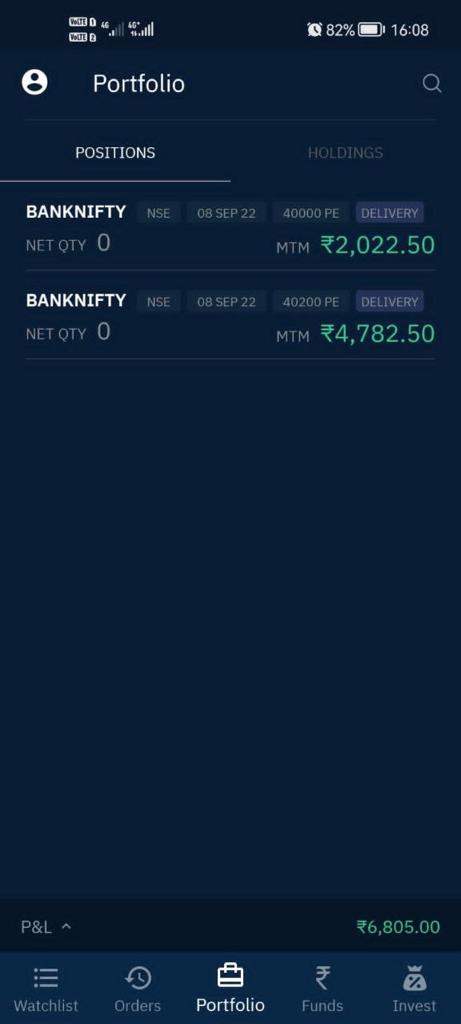 VoLTE 1 4G 4G+ 82% 16:08
VoLTE 2
Portfolio
POSITIONS HOLDINGS
BANKNIFTY NSE 08 SEP 22 40000 PE DELIVERY
NET QTY 0 MTM ₹2,022.50
BANKNIFTY NSE 08 SEP 22 40200 PE DELIVERY
NET QTY 0 MTM ₹4,782.50
P&L ₹6,805.00
Watchlist Orders Portfolio Funds Invest